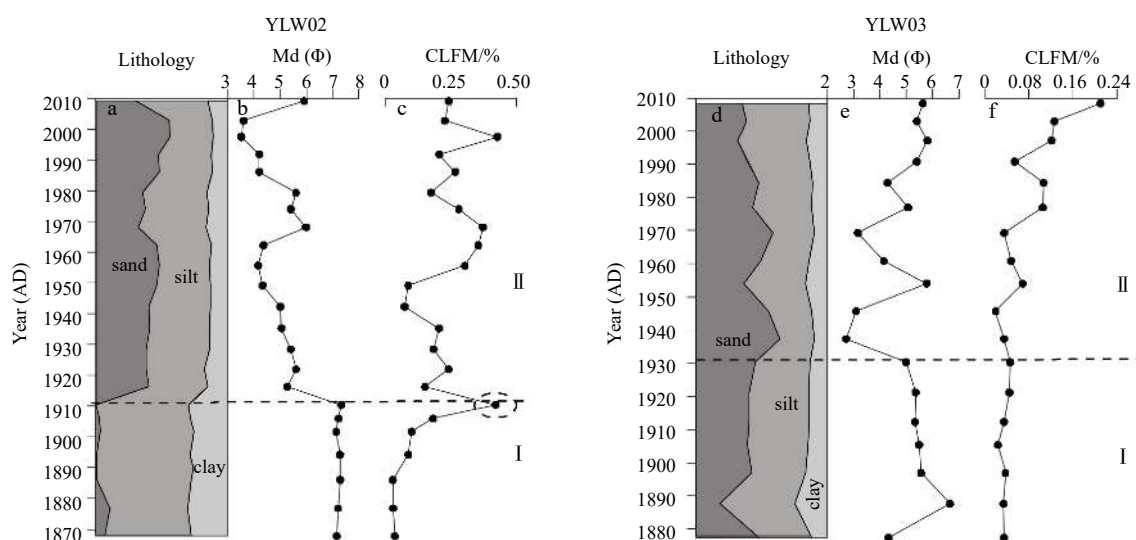 YLW02
Lithology
Md (Φ)
CLFM/%
3 4 5 6 7 8
0 0.25 0.50
Year (AD)
2010
2000
1990
1980
1970
1960
1950
1940
1930
1920
1910
1900
1890
1880
1870
a
b
c
sand
silt
clay
II
I
YLW03
Lithology
Md (Φ)
CLFM/%
2 3 4 5 6 7
0 0.08 0.16 0.24
Year (AD)
2010
2000
1990
1980
1970
1960
1950
1940
1930
1920
1910
1900
1890
1880
d
e
f
sand
silt
clay
II
I